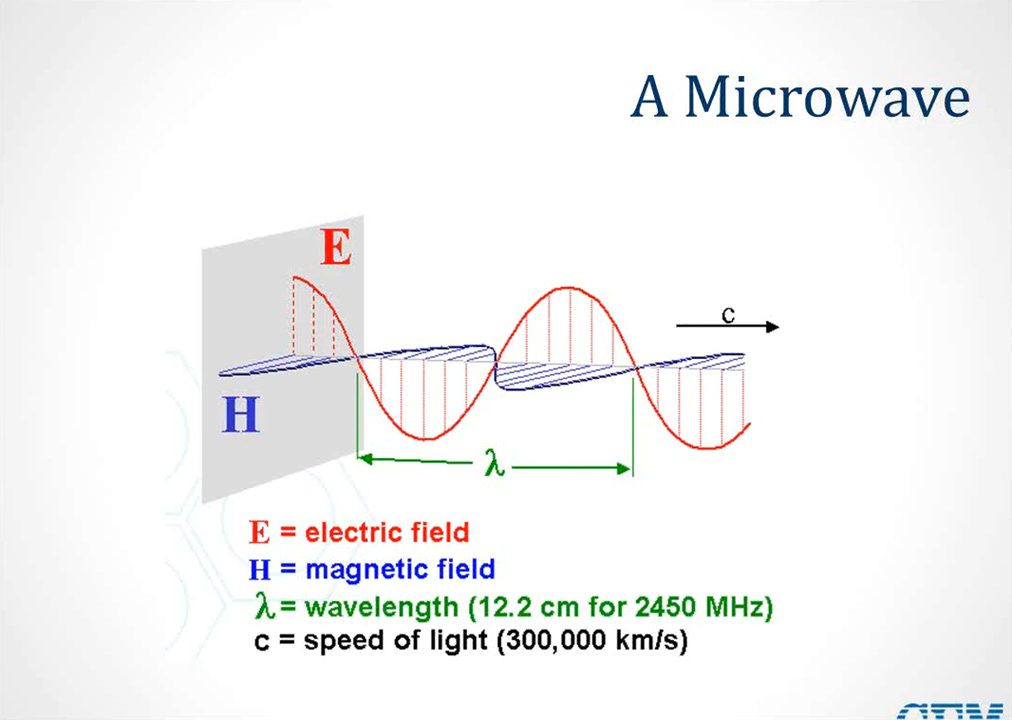 A Microwave
E
c
H
λ
E = electric field
H = magnetic field
λ = wavelength (12.2 cm for 2450 MHz)
c = speed of light (300,000 km/s)